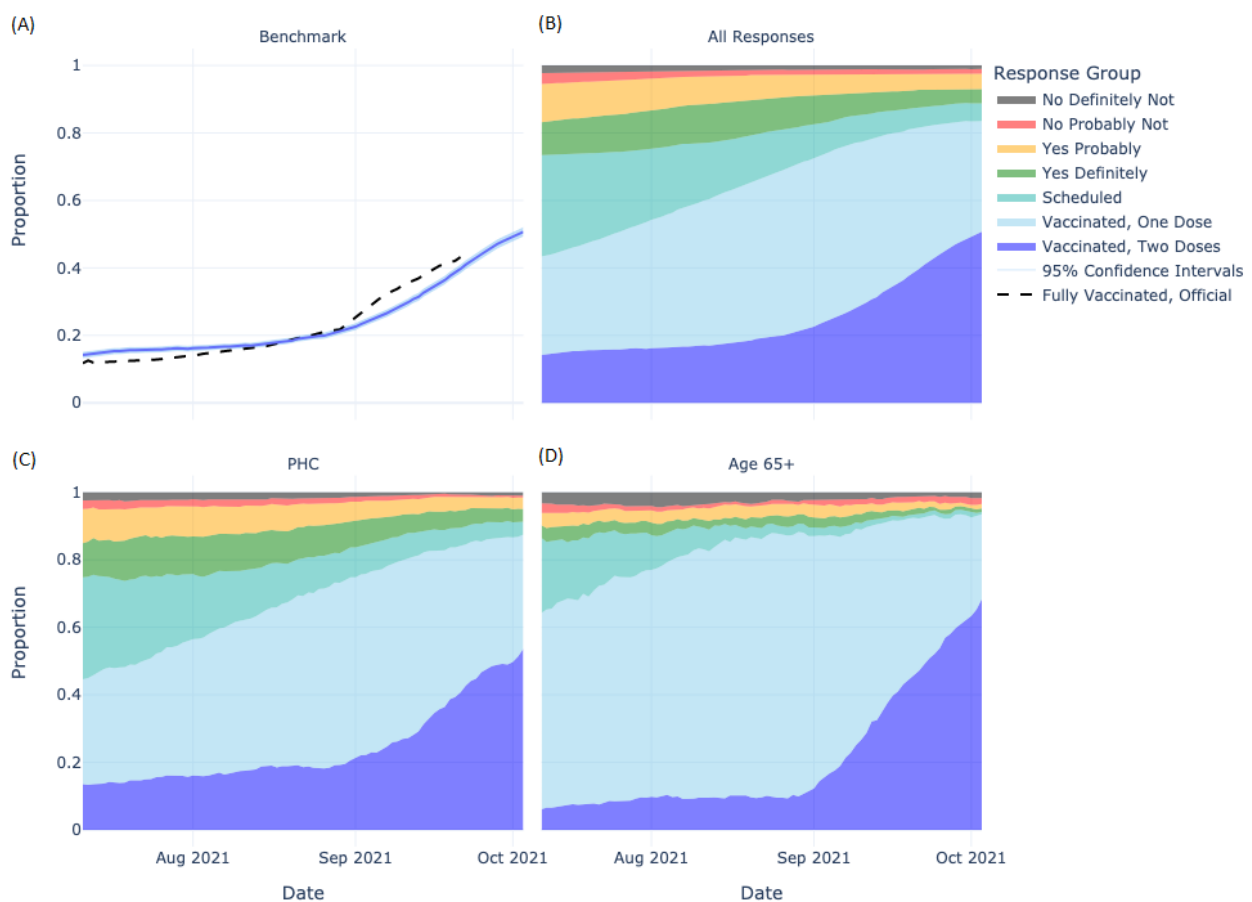 (A)
Benchmark
1
0.8
0.6
0.4
0.2
0
Proportion
(B)
All Responses
Response Group
No Definitely Not
No Probably Not
Yes Probably
Yes Definitely
Scheduled
Vaccinated, One Dose
Vaccinated, Two Doses
95% Confidence Intervals
Fully Vaccinated, Official
(C)
PHC
1
0.8
0.6
0.4
0.2
0
Proportion
Aug 2021
Sep 2021
Oct 2021
Date
(D)
Age 65+
Aug 2021
Sep 2021
Oct 2021
Date